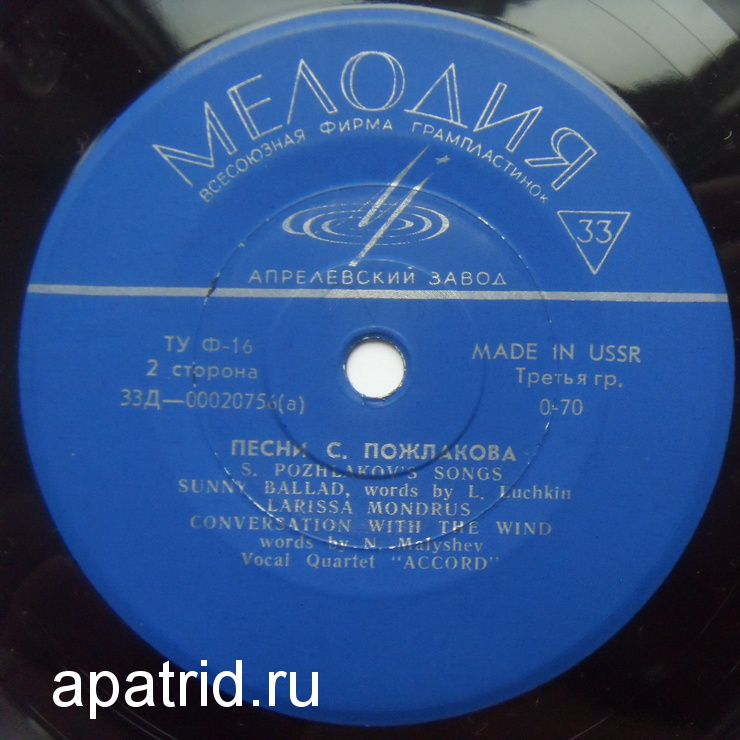 МЕЛОДИЯ
ВСЕСОЮЗНАЯ ФИРМА ГРАМПЛАСТИНОК
33
АПРЕЛЕВСКИЙ ЗАВОД
ТУ Ф-16
2 сторона
33Д—00020756(а)
MADE IN USSR
Третья гр.
0-70
ПЕСНИ С. ПОЖЛАКОВА
S. POZHLAKOV'S SONGS
SUNNY BALLAD, words by L. Luchkin
LARISSA MONDRUS
CONVERSATION WITH THE WIND
words by N. Malyshev
Vocal Quartet "ACCORD"
apatrid.ru